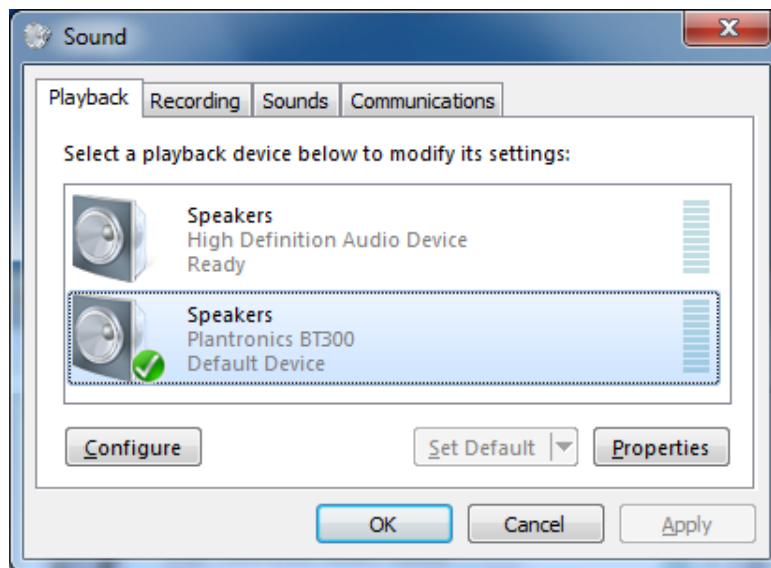 Sound
Playback Recording Sounds Communications
Select a playback device below to modify its settings:
Speakers
High Definition Audio Device
Ready
Speakers
Plantronics BT300
Default Device
Configure Set Default Properties
OK Cancel Apply